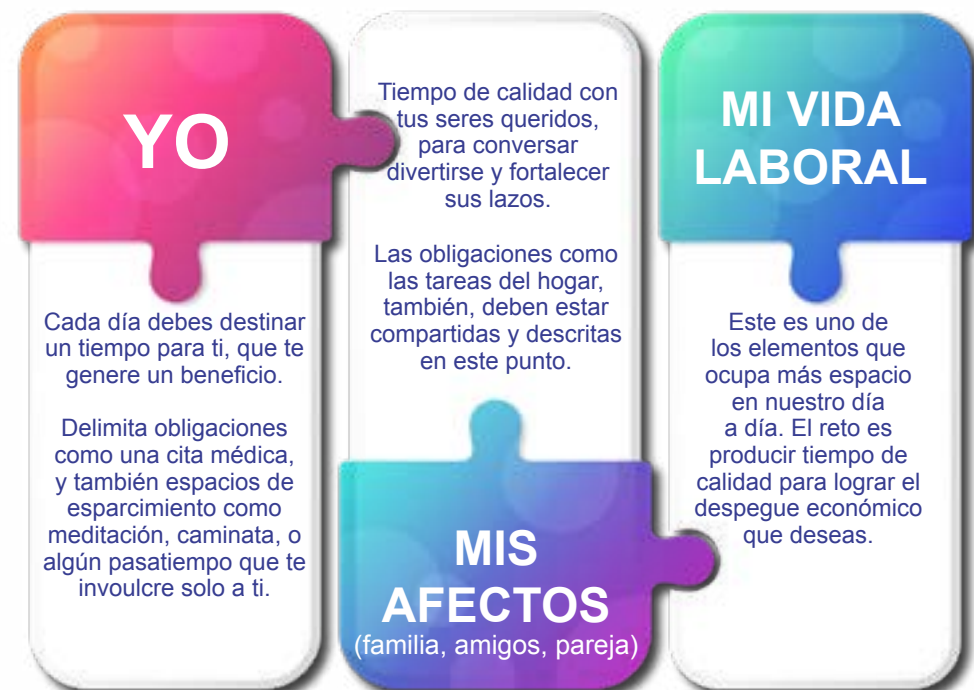 YO
Cada día debes destinar
un tiempo para ti, que te
genere un beneficio.
Delimita obligaciones
como una cita médica,
y también espacios de
esparcimiento como
meditación, caminata, o
algún pasatiempo que te
invoulcre solo a ti.
Tiempo de calidad con
tus seres queridos,
para conversar
divertirse y fortalecer
sus lazos.
Las obligaciones como
las tareas del hogar,
también, deben estar
compartidas y descritas
en este punto.
MIS
AFECTOS
(familia, amigos, pareja)
MI VIDA
LABORAL
Este es uno de
los elementos que
ocupa más espacio
en nuestro día
a día. El reto es
producir tiempo de
calidad para lograr el
despegue económico
que deseas.